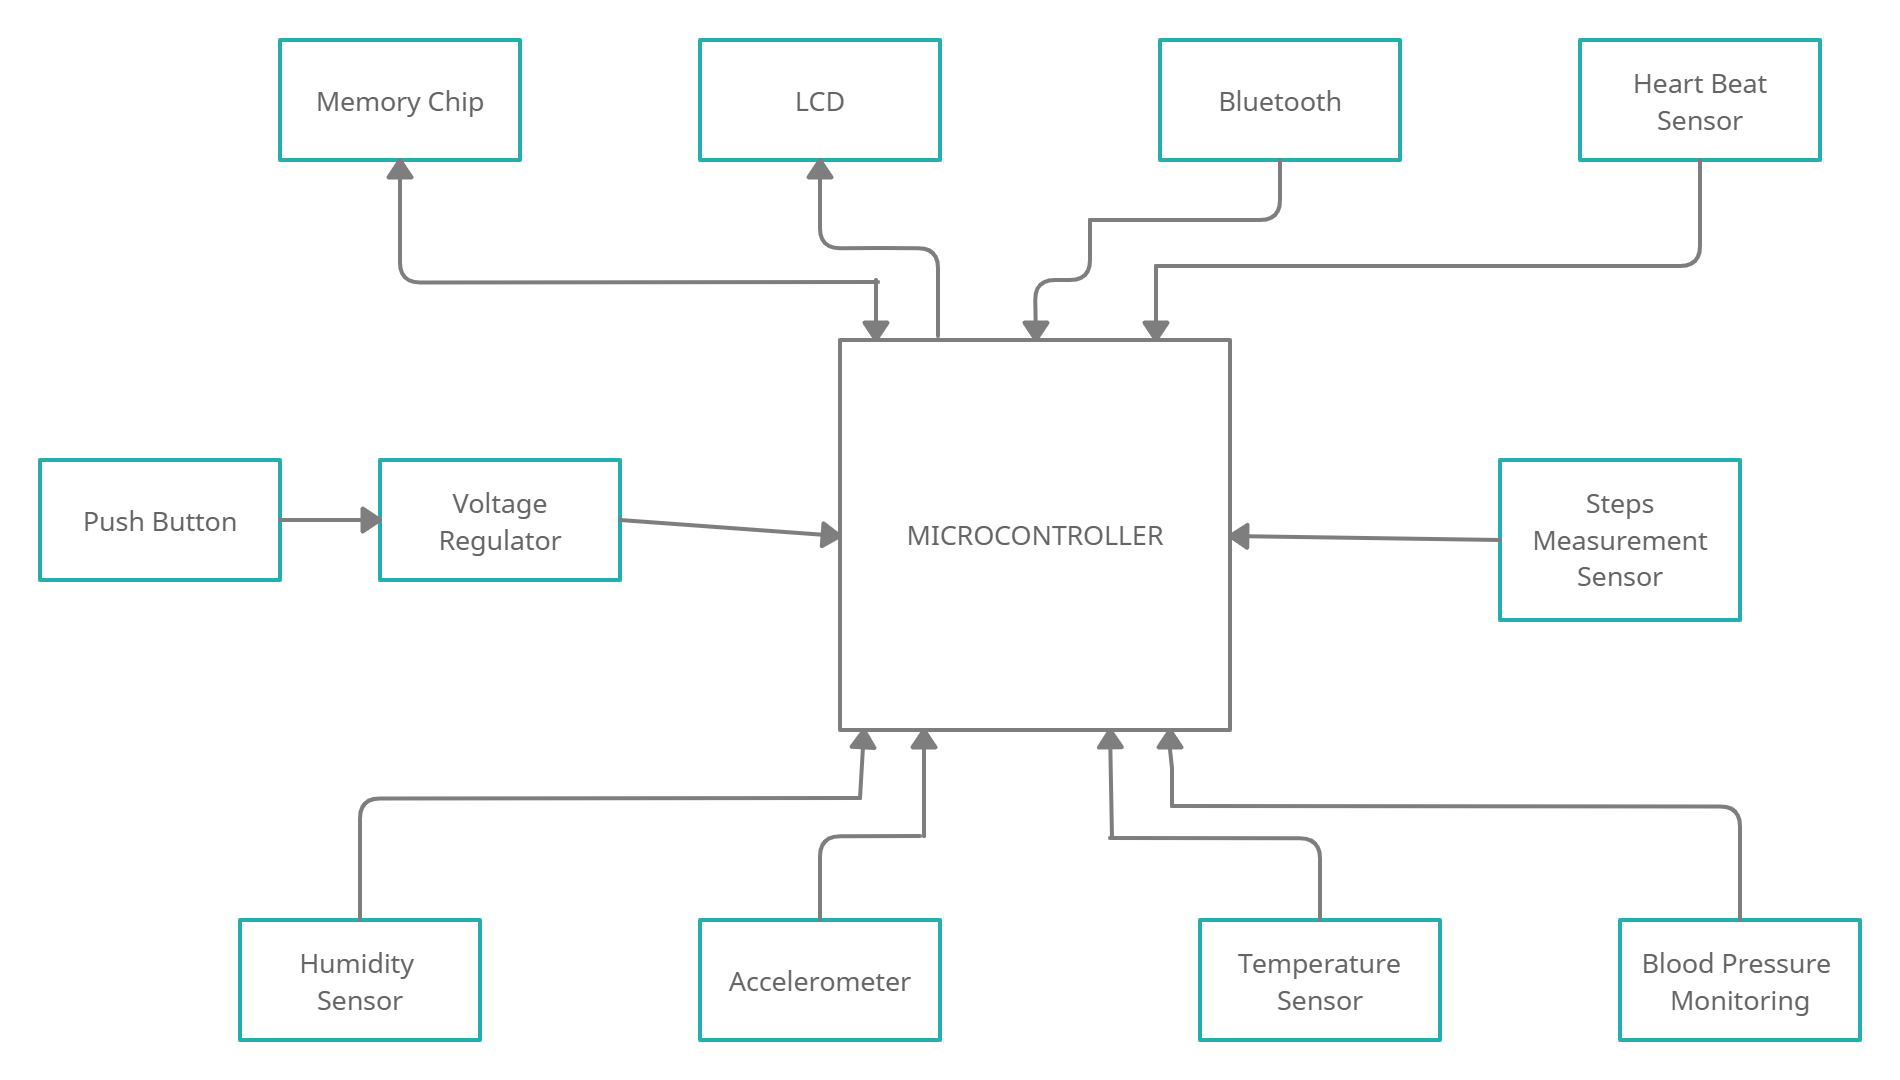 Memory Chip
LCD
Bluetooth
Heart Beat
Sensor
Push Button
Voltage
Regulator
MICROCONTROLLER
Steps
Measurement
Sensor
Humidity
Sensor
Accelerometer
Temperature
Sensor
Blood Pressure
Monitoring